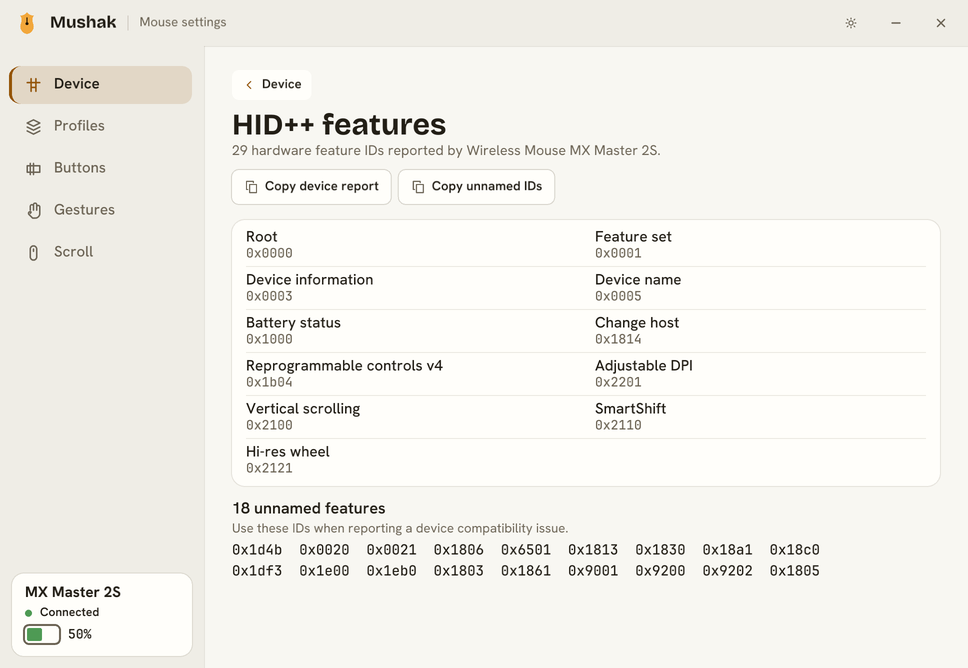 Mushak
Mouse settings
Device
Profiles
Buttons
Gestures
Scroll
MX Master 2S
Connected
50%
Device
HID++ features
29 hardware feature IDs reported by Wireless Mouse MX Master 2S.
Copy device report
Copy unnamed IDs
Root
0x0000
Feature set
0x0001
Device information
0x0003
Device name
0x0005
Battery status
0x1000
Change host
0x1814
Reprogrammable controls v4
0x1b04
Adjustable DPI
0x2201
Vertical scrolling
0x2100
SmartShift
0x2110
Hi-res wheel
0x2121
18 unnamed features
Use these IDs when reporting a device compatibility issue.
0x1d4b 0x0020 0x0021 0x1806 0x6501 0x1813 0x1830 0x18a1 0x18c0
0x1df3 0x1e00 0x1eb0 0x1803 0x1861 0x9001 0x9200 0x9202 0x1805